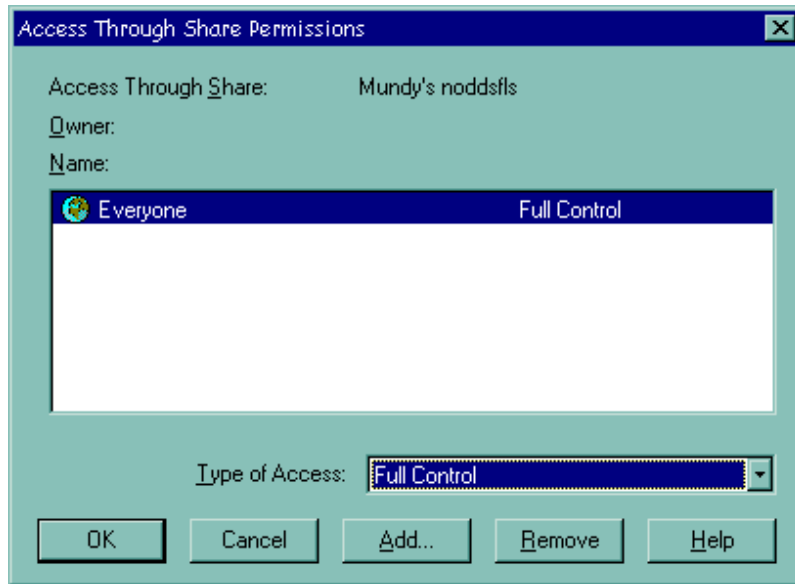 Access Through Share Permissions
Access Through Share: Mundy's noddsfls
Owner:
Name:
Everyone Full Control
Type of Access: Full Control
OK Cancel Add... Remove Help